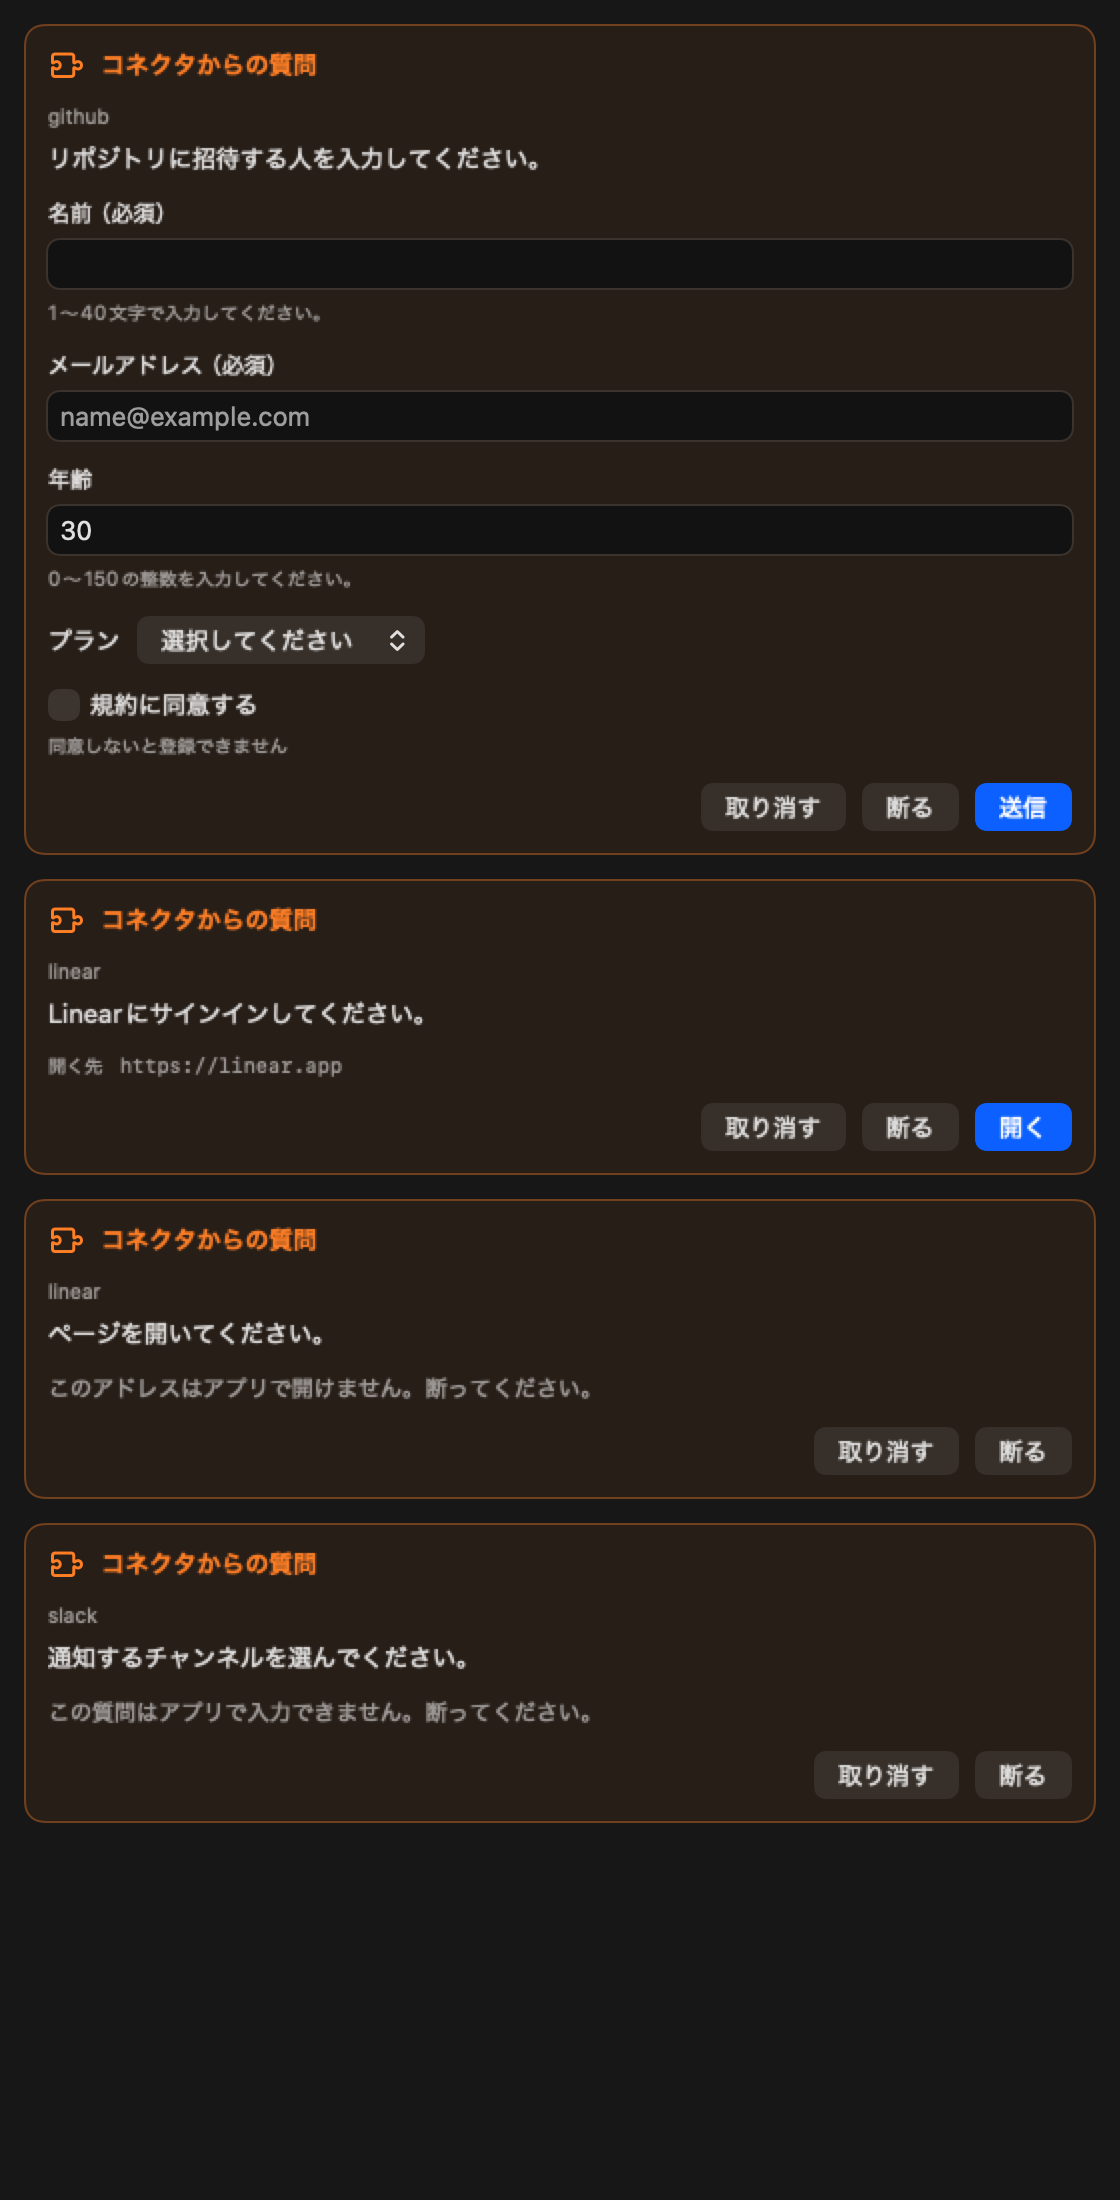 コネクタからの質問
github
リポジトリに招待する人を入力してください。
名前（必須）
1〜40文字で入力してください。
メールアドレス（必須）
name@example.com
年齢
30
0〜150の整数を入力してください。
プラン 選択してください
規約に同意する
同意しないと登録できません
取り消す 断る 送信
コネクタからの質問
linear
Linearにサインインしてください。
開く先 https://linear.app
取り消す 断る 開く
コネクタからの質問
linear
ページを開いてください。
このアドレスはアプリで開けません。断ってください。
取り消す 断る
コネクタからの質問
slack
通知するチャンネルを選んでください。
この質問はアプリで入力できません。断ってください。
取り消す 断る